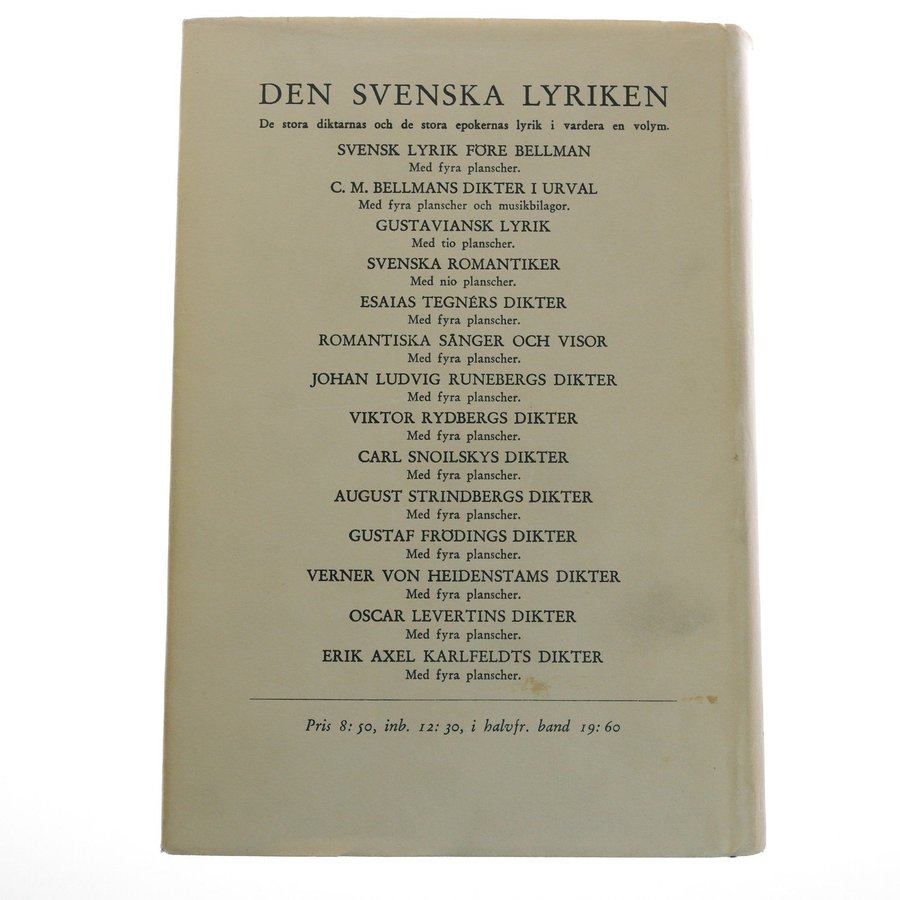 DEN SVENSKA LYRIKEN
De stora diktarnas och de stora epokernas lyrik i vardera en volym.
SVENSK LYRIK FÖRE BELLMAN
Med fyra planscher.
C. M. BELLMANS DIKTER I URVAL
Med fyra planscher och musikbilagor.
GUSTAVIANSK LYRIK
Med tio planscher.
SVENSKA ROMANTIKER
Med nio planscher.
ESAIAS TEGNÉRS DIKTER
Med fyra planscher.
ROMANTISKA SÅNGER OCH VISOR
Med fyra planscher.
JOHAN LUDVIG RUNEBERGS DIKTER
Med fyra planscher.
VIKTOR RYDBERGS DIKTER
Med fyra planscher.
CARL SNOILSKYS DIKTER
Med fyra planscher.
AUGUST STRINDBERGS DIKTER
Med fyra planscher.
GUSTAF FRÖDINGS DIKTER
Med fyra planscher.
VERNER VON HEIDENSTAMS DIKTER
Med fyra planscher.
OSCAR LEVERTINS DIKTER
Med fyra planscher.
ERIK AXEL KARLFELDTS DIKTER
Med fyra planscher.
Pris 8: 50, inb. 12: 30, i halvfr. band 19: 60